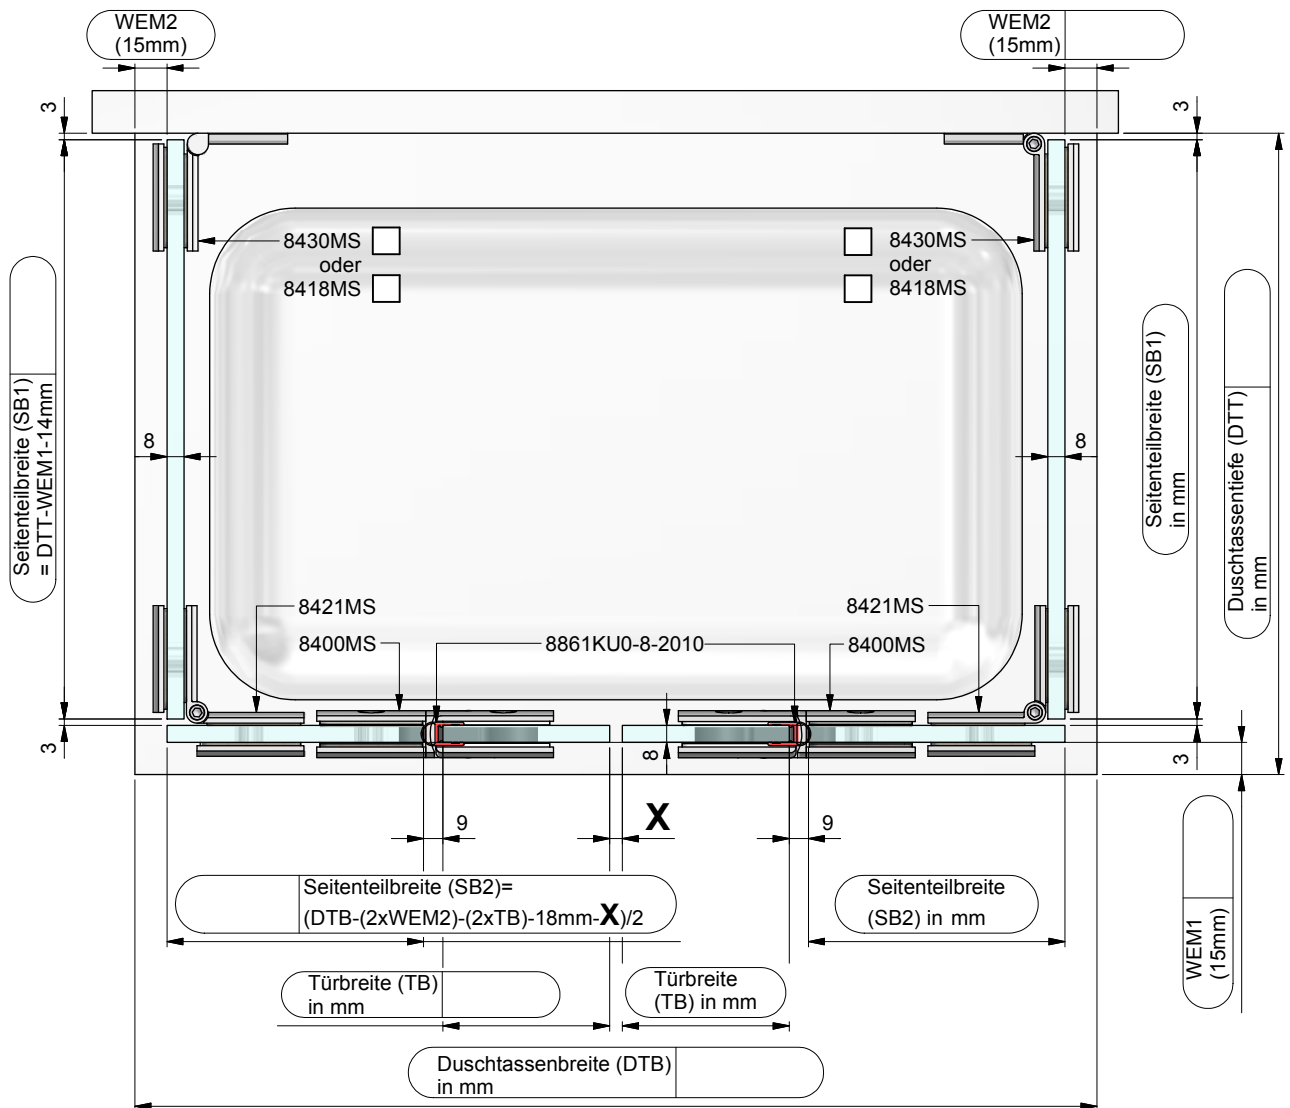 WEM2
(15mm)
WEM2
(15mm)
3
3
8430MS
oder
8418MS
8430MS
oder
8418MS
Seitenteilbreite (SB1)
= DTT-WEM1-14mm
8
8
Seitenteilbreite (SB1)
in mm
Duschtassentiefe (DTT)
in mm
8421MS
8421MS
8400MS
8861KU0-8-2010
8400MS
3
8
3
9
X
9
Seitenteilbreite (SB2)=
(DTB-(2xWEM2)-(2xTB)-18mm-X)/2
Seitenteilbreite
(SB2) in mm
WEM1
(15mm)
Türbreite (TB)
in mm
Türbreite
(TB) in mm
Duschtassenbreite (DTB)
in mm